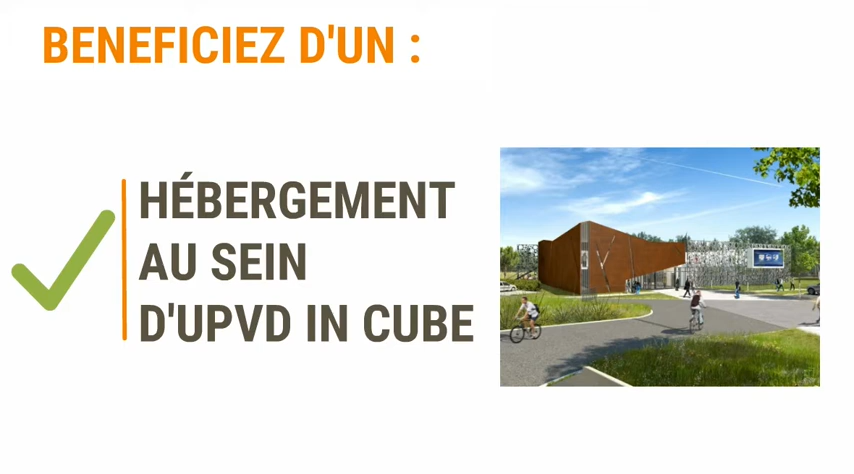 BENEFICIEZ D'UN :
HÉBERGEMENT
AU SEIN
D'UPVD IN CUBE